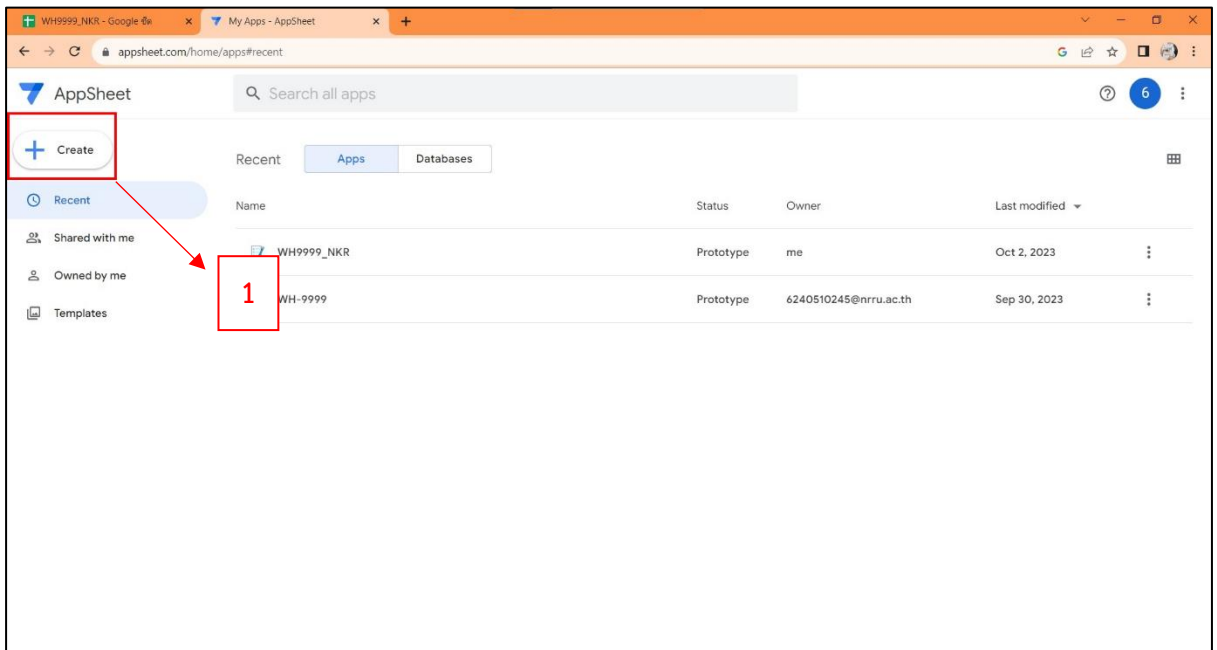 WH9999_NKR - Google ชีต
My Apps - AppSheet
appsheet.com/home/apps#recent
AppSheet
Search all apps
6
Create
Recent
Shared with me
Owned by me
Templates
Recent Apps Databases
Name Status Owner Last modified
WH9999_NKR Prototype me Oct 2, 2023
WH-9999 Prototype 6240510245@nrru.ac.th Sep 30, 2023
1